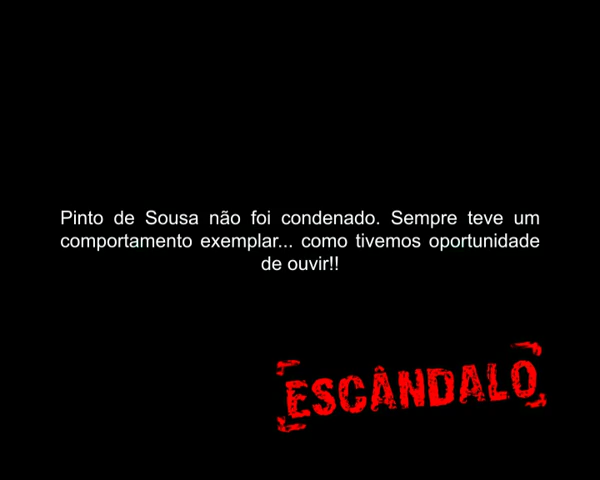 Pinto de Sousa não foi condenado. Sempre teve um
comportamento exemplar... como tivemos oportunidade
de ouvir!!
ESCÂNDALO